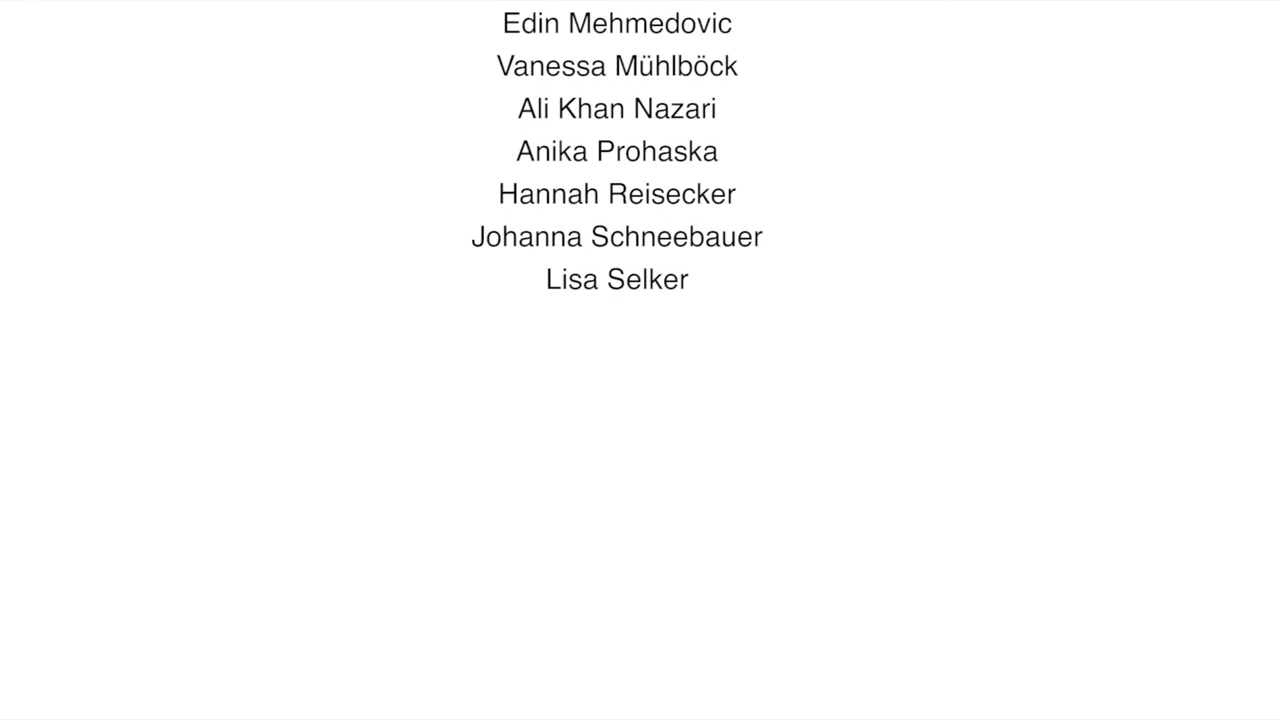 Edin Mehmedovic
Vanessa Mühlböck
Ali Khan Nazari
Anika Prohaska
Hannah Reisecker
Johanna Schneebauer
Lisa Selker